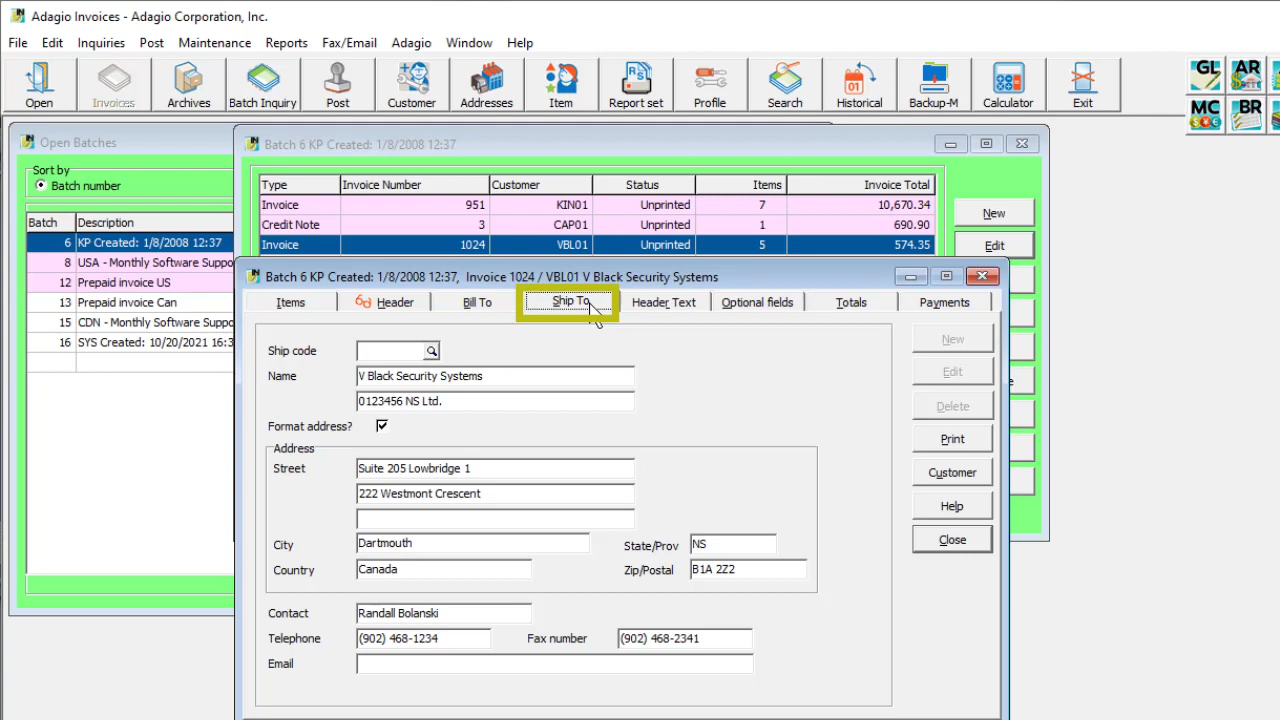 Adagio Invoices - Adagio Corporation, Inc.
File Edit Inquiries Post Maintenance Reports Fax/Email Adagio Window Help
Open Invoices Archives Batch Inquiry Post Customer Addresses Item Report set Profile Search Historical Backup-M Calculator Exit
GL AR
MC BR
Open Batches
Sort by
Batch number
Batch Description
6 KP Created: 1/8/2008 12:37
8 USA - Monthly Software Suppo
12 Prepaid invoice US
13 Prepaid invoice Can
15 CDN - Monthly Software Suppo
16 SYS Created: 10/20/2021 16:3
Batch 6 KP Created: 1/8/2008 12:37
Type Invoice Number Customer Status Items Invoice Total
Invoice 951 KIN01 Unprinted 7 10,670.34
Credit Note 3 CAP01 Unprinted 1 690.90
Invoice 1024 VBL01 Unprinted 5 574.35
New
Edit
Batch 6 KP Created: 1/8/2008 12:37, Invoice 1024 / VBL01 V Black Security Systems
Items Header Bill To Ship To Header Text Optional fields Totals Payments
Ship code
Name V Black Security Systems
0123456 NS Ltd.
Format address?
Address
Street Suite 205 Lowbridge 1
222 Westmont Crescent
City Dartmouth State/Prov NS
Country Canada Zip/Postal B1A 2Z2
Contact Randall Bolanski
Telephone (902) 468-1234 Fax number (902) 468-2341
Email
New
Edit
Delete
Print
Customer
Help
Close